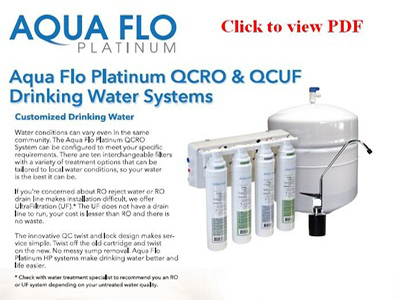 AQUA FLO
PLATINUM
Click to view PDF
Aqua Flo Platinum QCRO & QCUF
Drinking Water Systems
Customized Drinking Water
Water conditions can vary even in the same
community. The Aqua Flo Platinum QCRO
System can be configured to meet your specific
requirements. There are ten interchangeable filters
with a variety of treatment options that can be
tailored to local water conditions, so your water
is the best it can be.
If you're concerned about RO reject water or RO
drain line makes installation difficult, we offer
UltraFiltration (UF).* The UF does not have a drain
line to run, your cost is lesser than RO and there is
no waste.
The innovative QC twist and lock design makes ser-
vice simple. Twist off the old cartridge and twist
on the new. No messy sump removal. Aqua Flo
Platinum HP systems make drinking water better and
life easier.
* Check with water treatment specialist to recommend you an RO
or UF system depending on your untreated water quality.